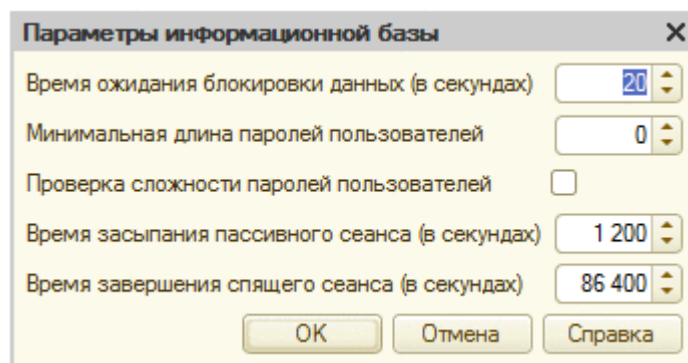 Параметры информационной базы
Время ожидания блокировки данных (в секундах) 20
Минимальная длина паролей пользователей 0
Проверка сложности паролей пользователей
Время засыпания пассивного сеанса (в секундах) 1 200
Время завершения спящего сеанса (в секундах) 86 400
OK Отмена Справка